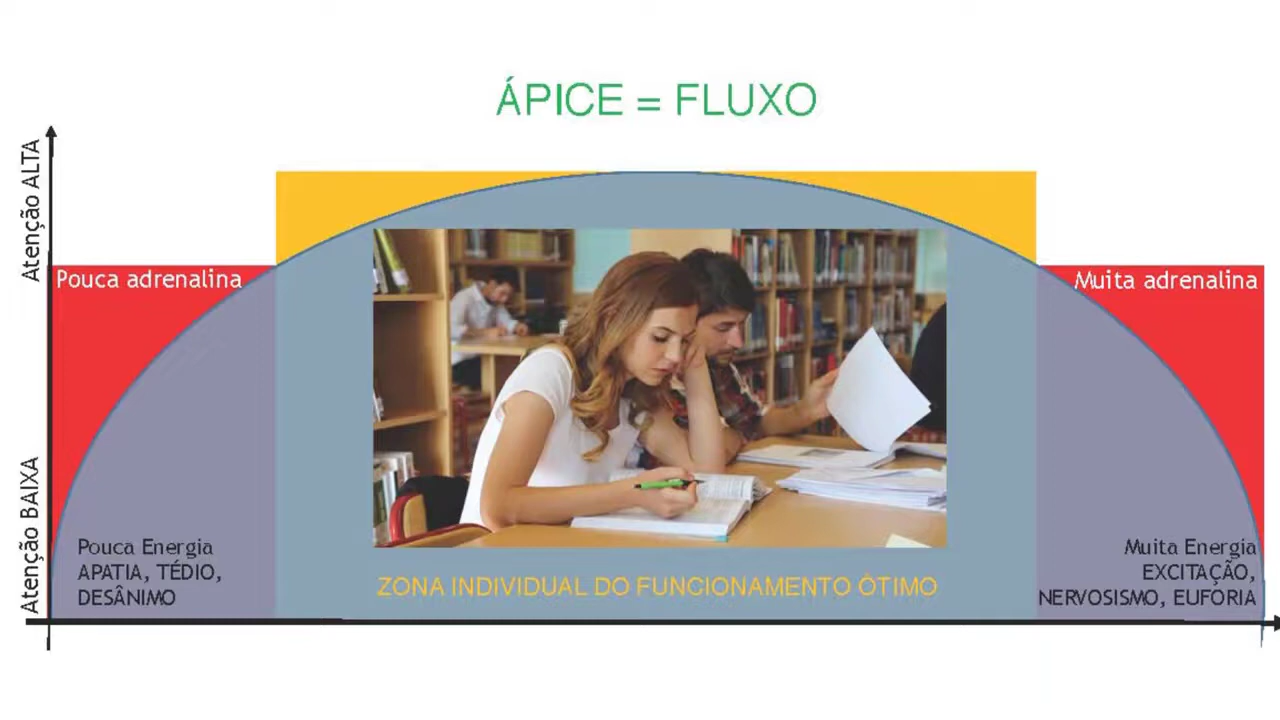 ÁPICE = FLUXO
Atenção ALTA
Pouca adrenalina
Muita adrenalina
Atenção BAIXA
Pouca Energia
APATIA, TÉDIO,
DESÂNIMO
Muita Energia
EXCITAÇÃO,
NERVOSISMO, EUFORIA
ZONA INDIVIDUAL DO FUNCIONAMENTO ÓTIMO